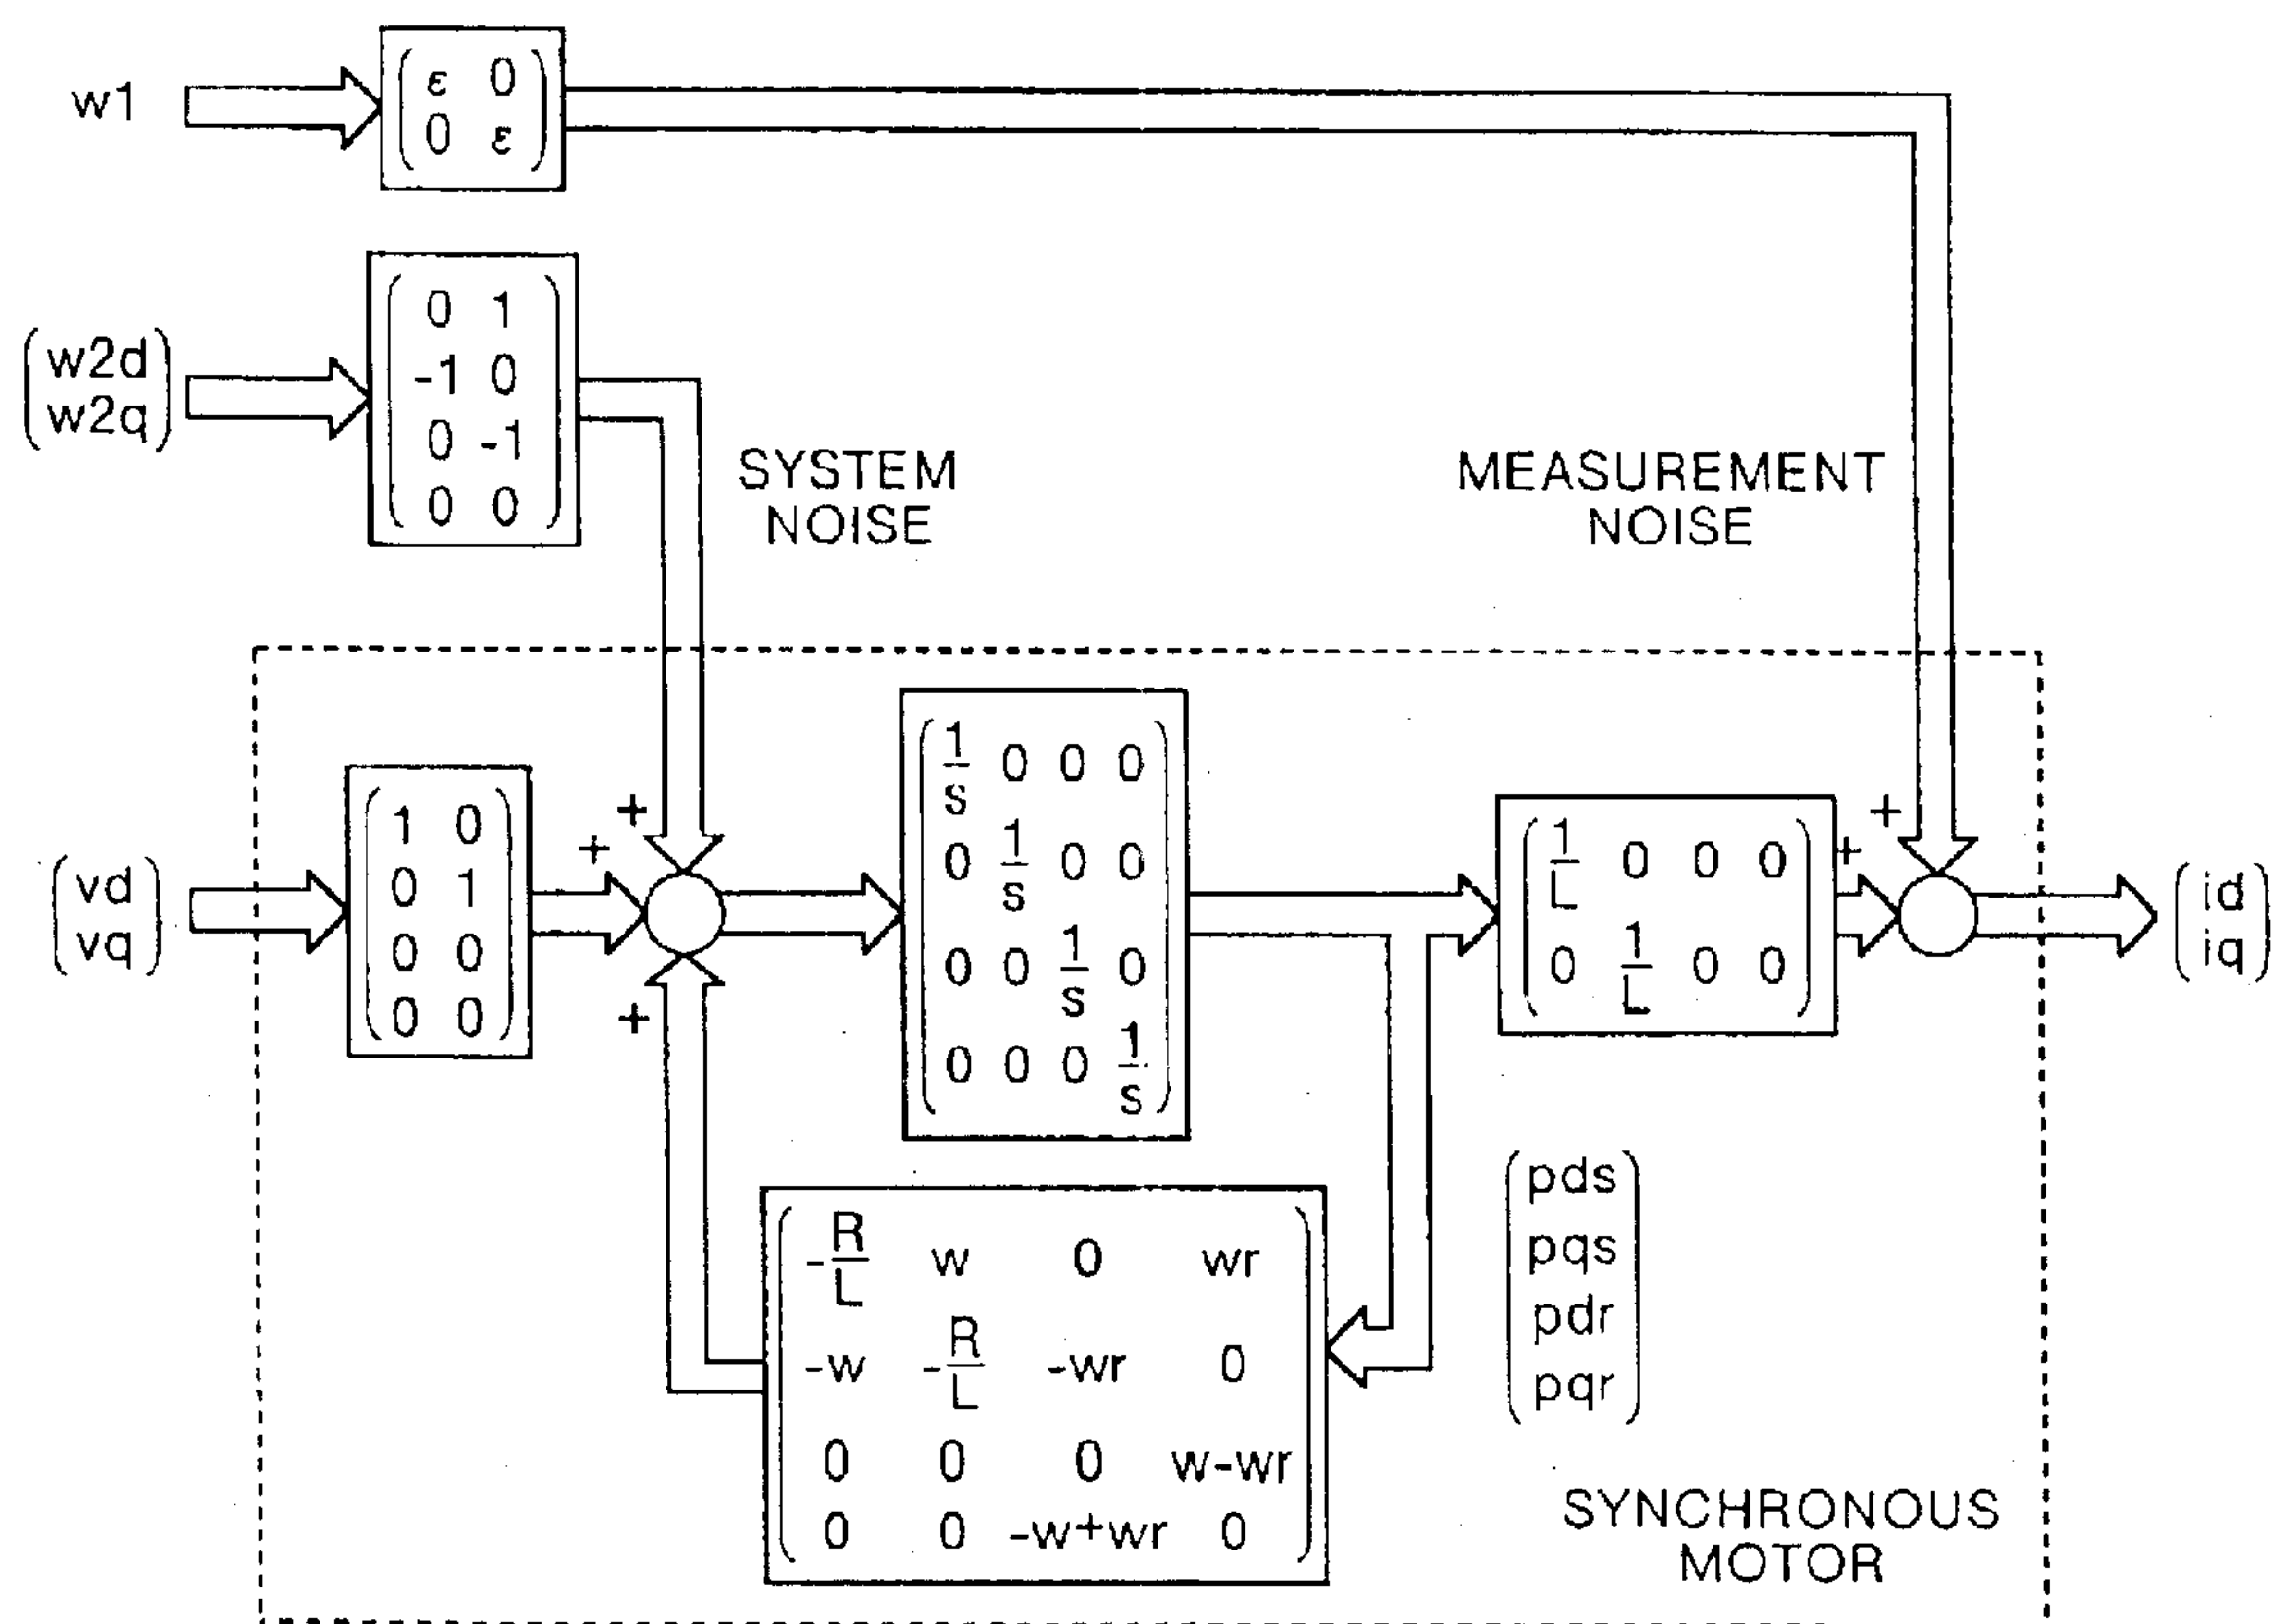 w1
ε 0
0 ε
w2d
w2q
0 1
-1 0
0 -1
0 0
SYSTEM
NOISE
MEASUREMENT
NOISE
vd
vq
1 0
0 1
0 0
0 0
+
+
+
1/s 0 0 0
0 1/s 0 0
0 0 1/s 0
0 0 0 1/s
1/L 0 0 0
0 1/L 0 0
+
+
id
iq
-R/L w 0 wr
-w -R/L -wr 0
0 0 0 w-wr
0 0 -w+wr 0
pds
pqs
pdr
pqr
SYNCHRONOUS
MOTOR